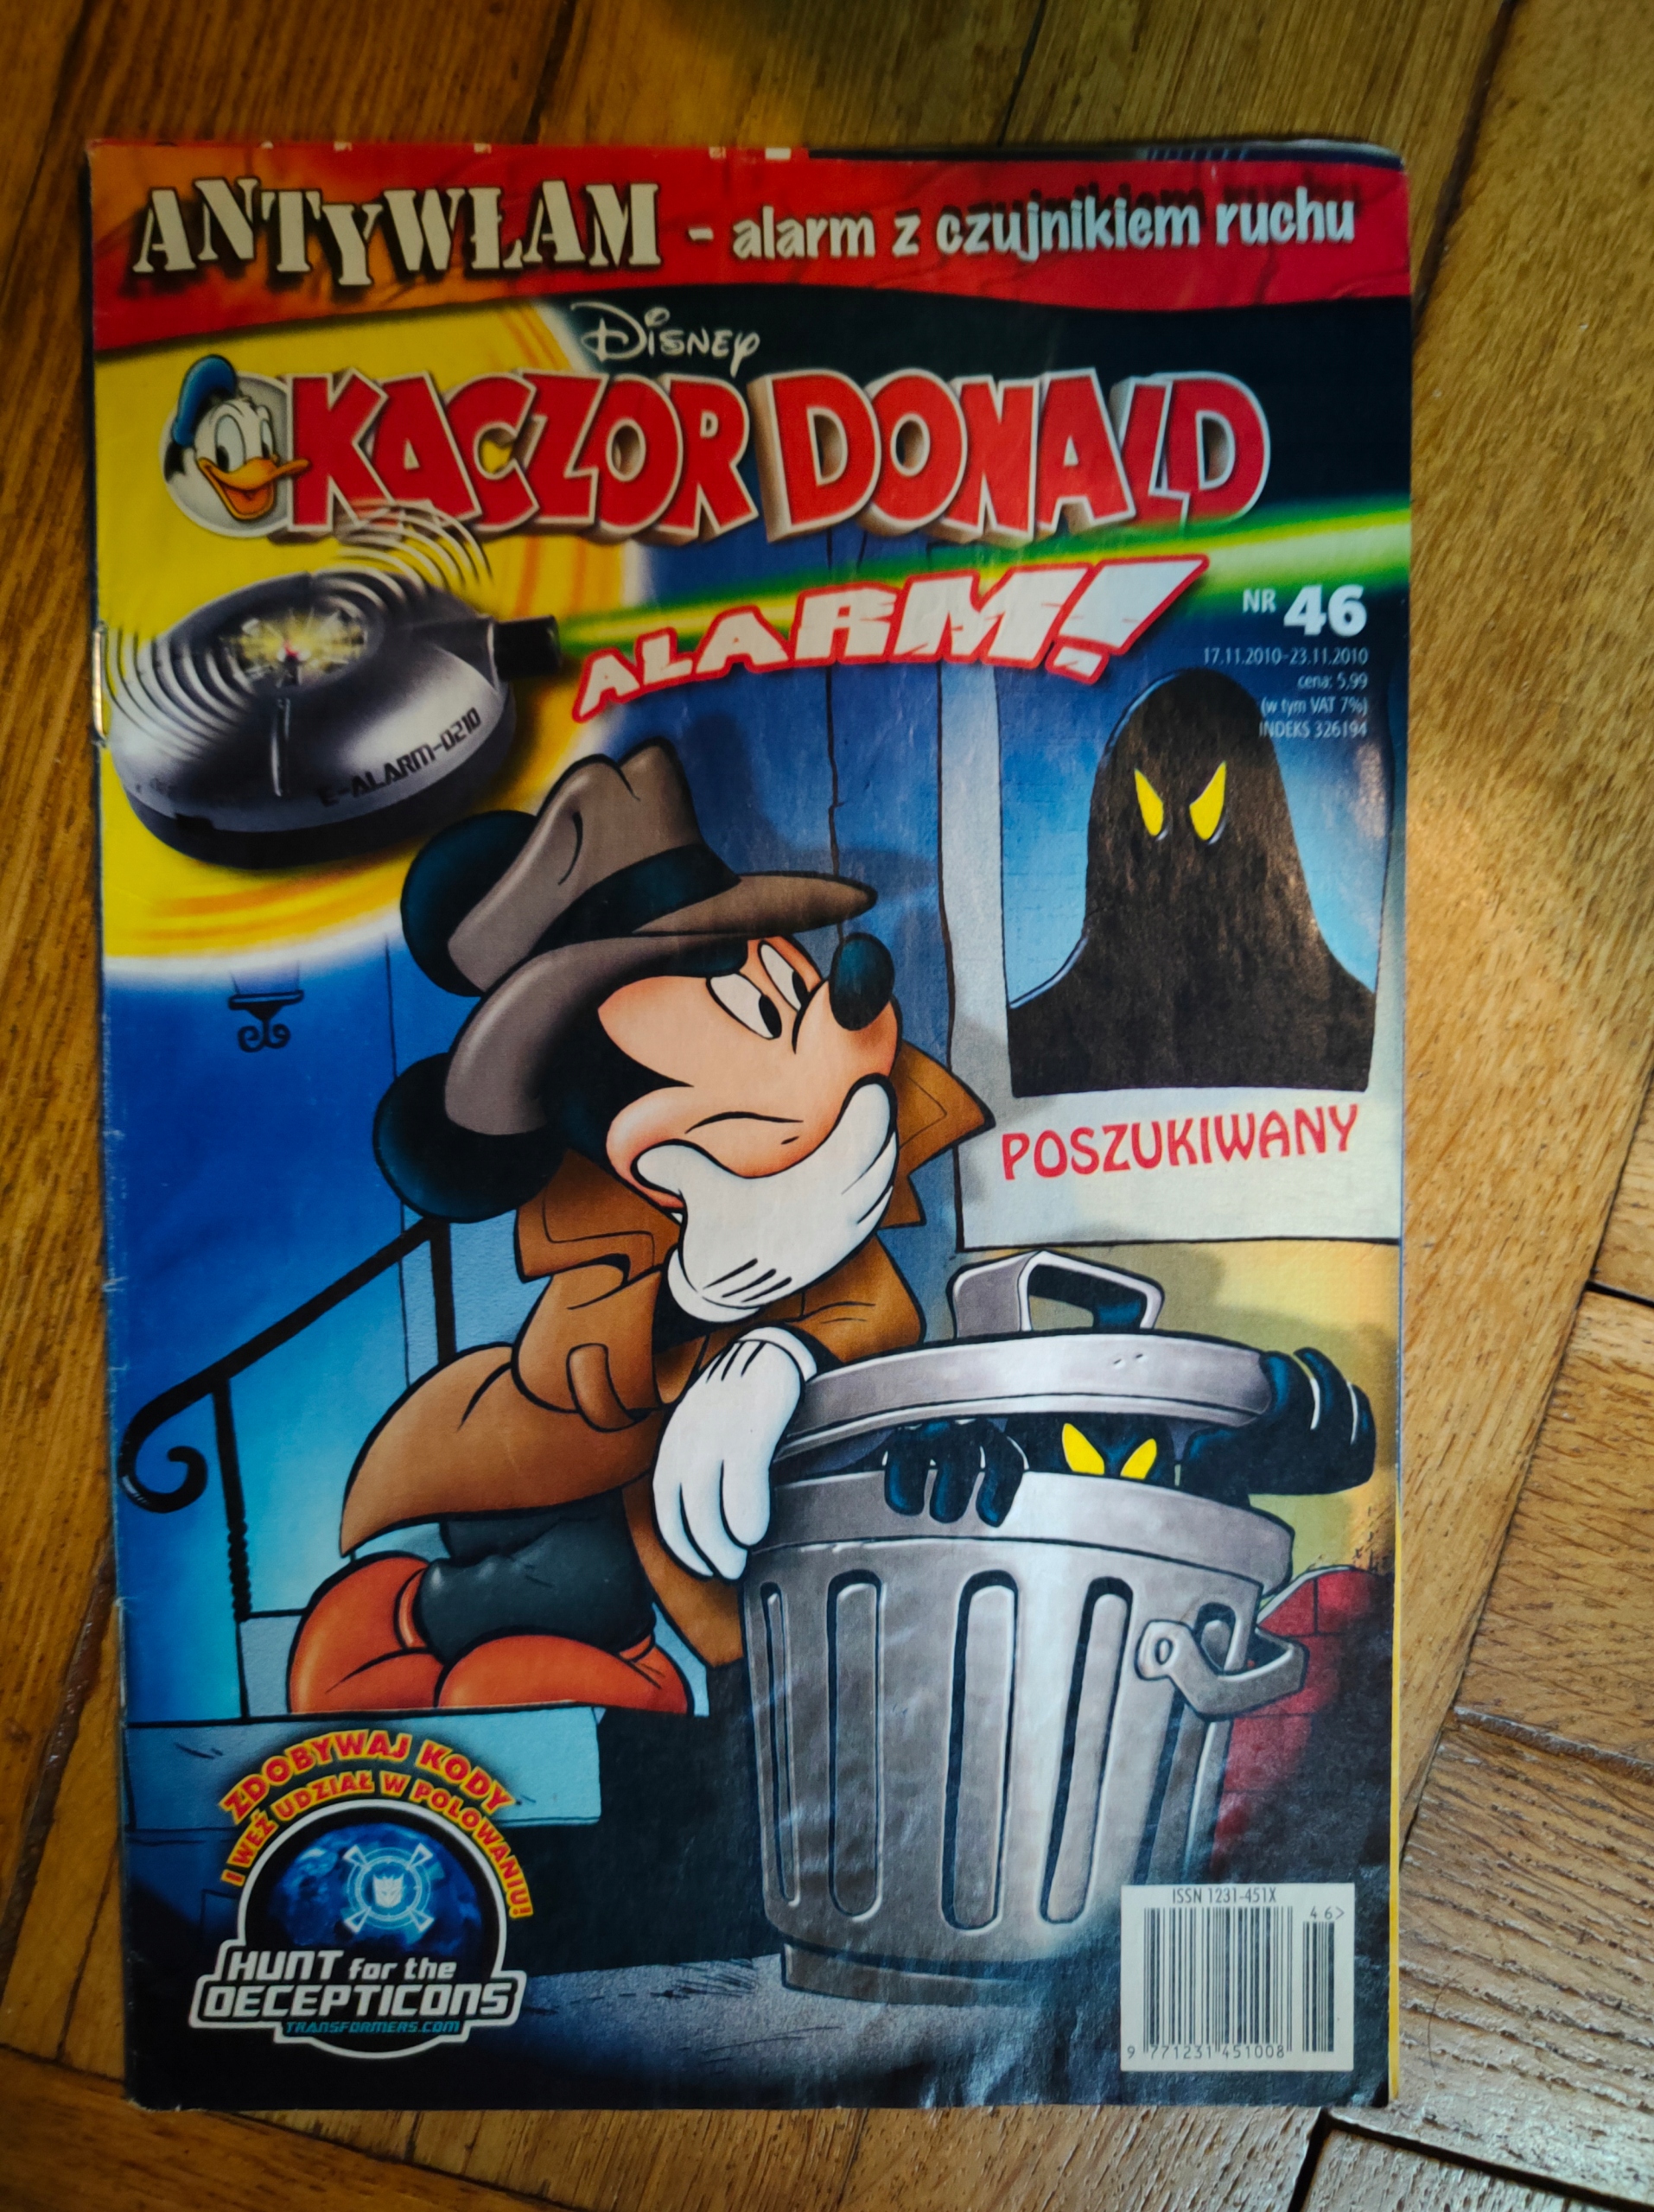 ANTYWŁAM - alarm z czujnikiem ruchu
DISNEY
KACZOR DONALD
ALARM!
NR 46
17.11.2010-23.11.2010
cena: 5,99
(w tym VAT 7%)
INDEKS 326194
E-ALARM-0210
POSZUKIWANY
ZDOBYWAJ KODY
I WEŹ UDZIAŁ W POLOWANIU!
HUNT for the
DECEPTICONS
TRANSFORMERS.COM
ISSN 1231-451X
46>
9 771231 451008